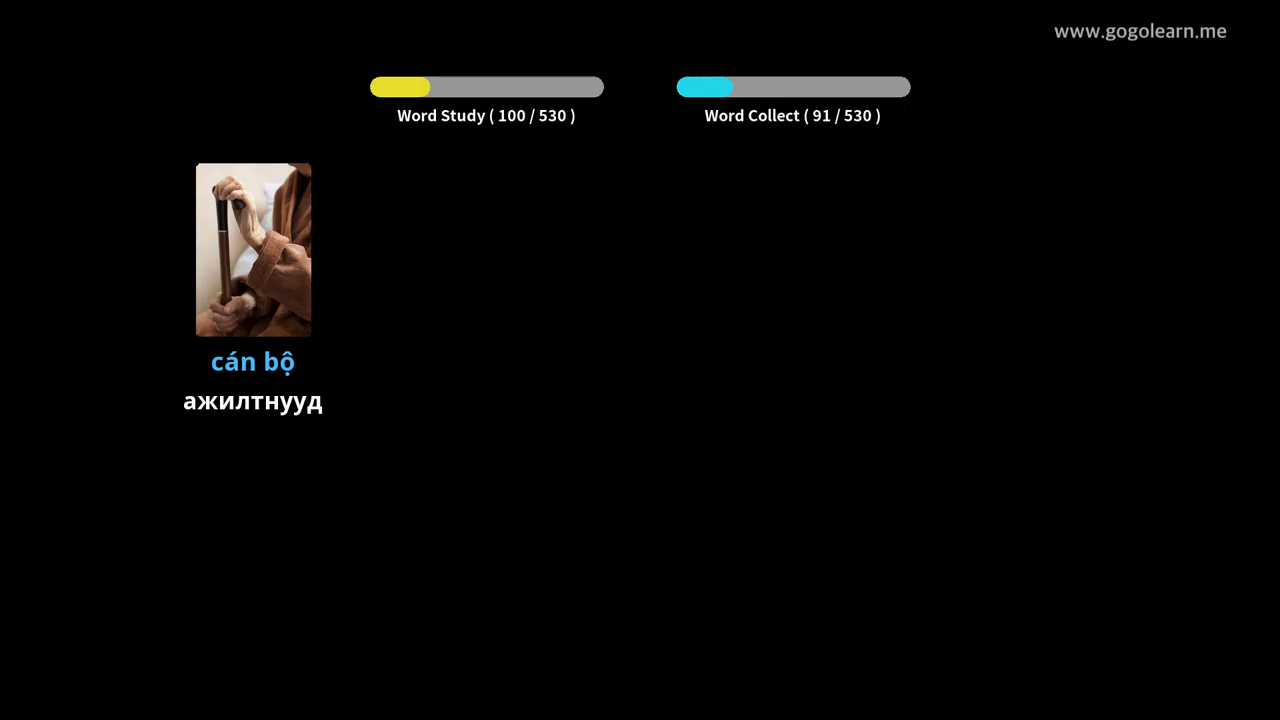 www.gogolearn.me
Word Study ( 100 / 530 )
Word Collect ( 91 / 530 )
cán bộ
ажилтнууд